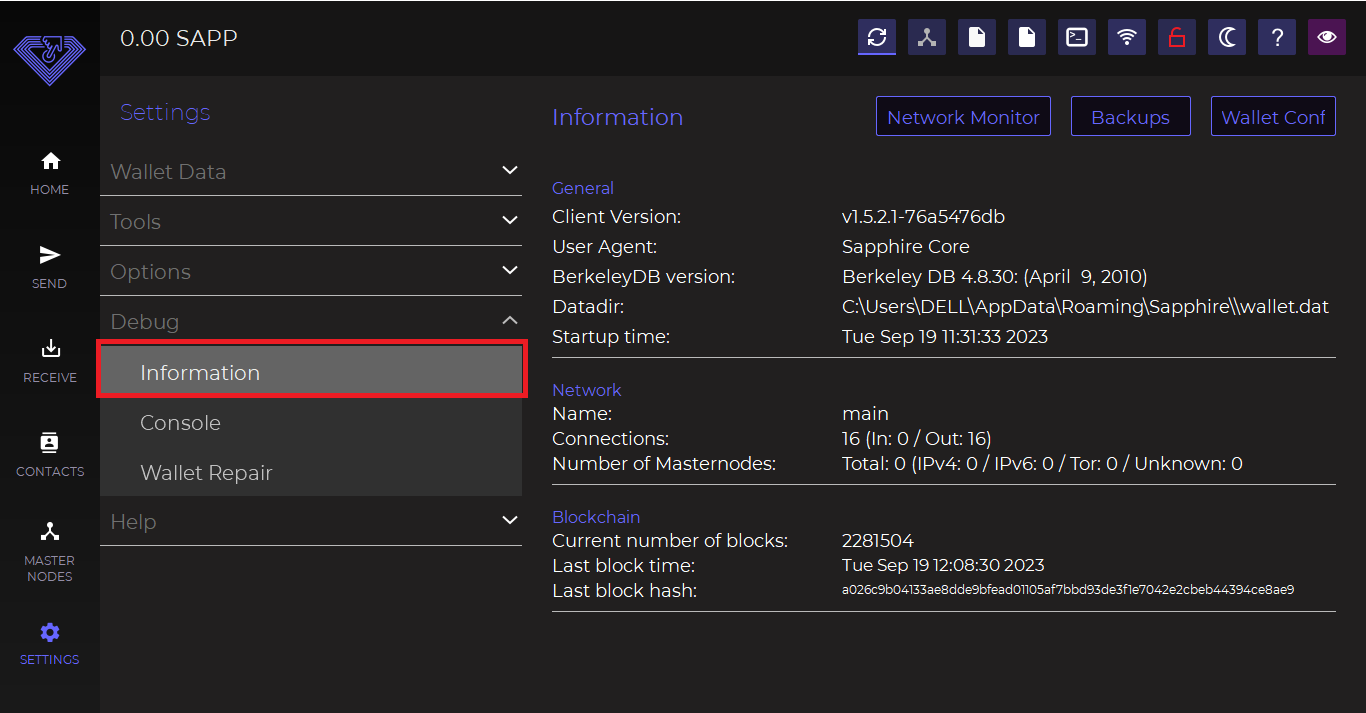 0.00 SAPP
HOME
SEND
RECEIVE
CONTACTS
MASTER
NODES
SETTINGS
Settings
Wallet Data
Tools
Options
Debug
Information
Console
Wallet Repair
Help
Information
Network Monitor
Backups
Wallet Conf
General
Client Version: v1.5.2.1-76a5476db
User Agent: Sapphire Core
BerkeleyDB version: Berkeley DB 4.8.30: (April 9, 2010)
Datadir: C:\Users\DELL\AppData\Roaming\Sapphire\\wallet.dat
Startup time: Tue Sep 19 11:31:33 2023
Network
Name: main
Connections: 16 (In: 0 / Out: 16)
Number of Masternodes: Total: 0 (IPv4: 0 / IPv6: 0 / Tor: 0 / Unknown: 0
Blockchain
Current number of blocks: 2281504
Last block time: Tue Sep 19 12:08:30 2023
Last block hash: a026c9b04133ae8dde9bfead01105af7bbd93de3f1e7042e2cbeb44394ce8ae9